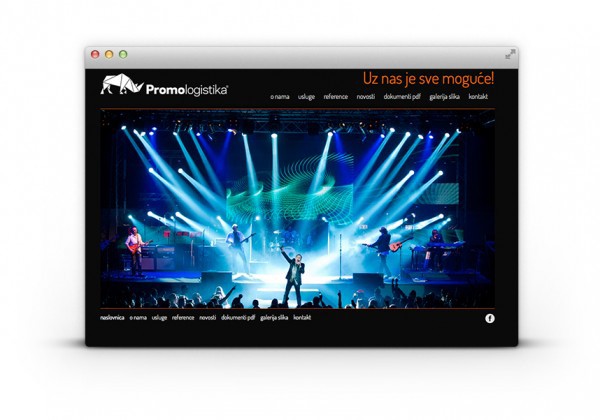 Promologistika
Uz nas je sve moguće!
o nama usluge reference novosti dokumenti pdf galerija slika kontakt
naslovnica o nama usluge reference novosti dokumenti pdf galerija slika kontakt
f